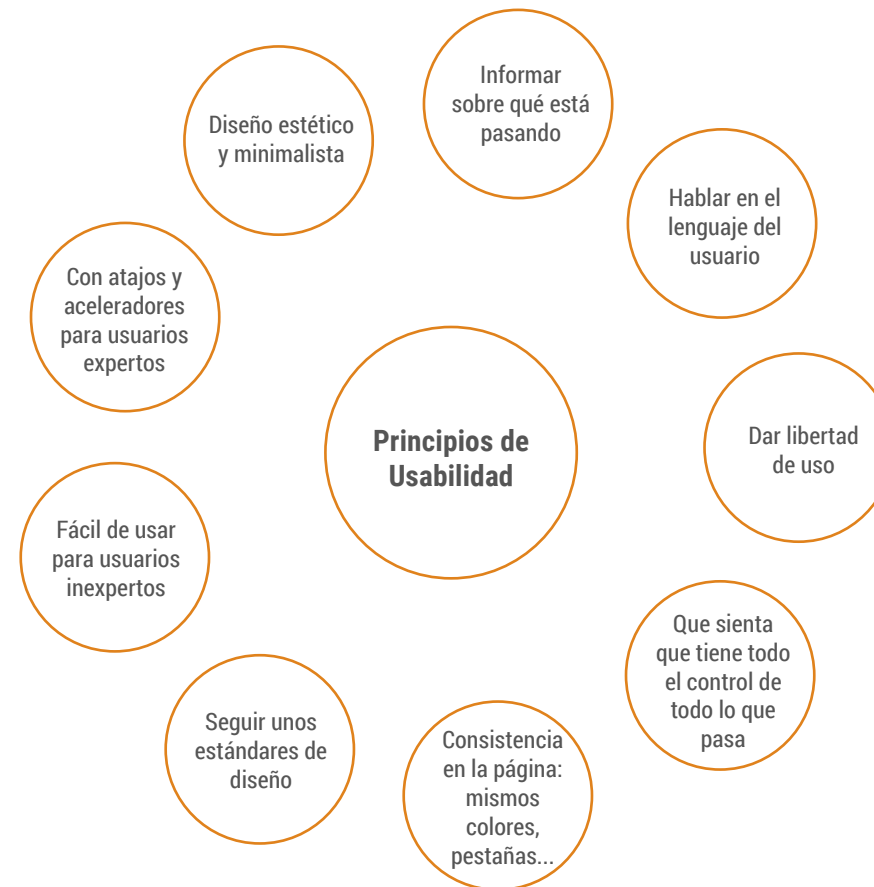 Informar
sobre qué está
pasando
Diseño estético
y minimalista
Hablar en el
lenguaje del
usuario
Con atajos y
aceleradores
para usuarios
expertos
Principios de
Usabilidad
Dar libertad
de uso
Fácil de usar
para usuarios
inexpertos
Que sienta
que tiene todo
el control de
todo lo que
pasa
Seguir unos
estándares de
diseño
Consistencia
en la página:
mismos
colores,
pestañas...